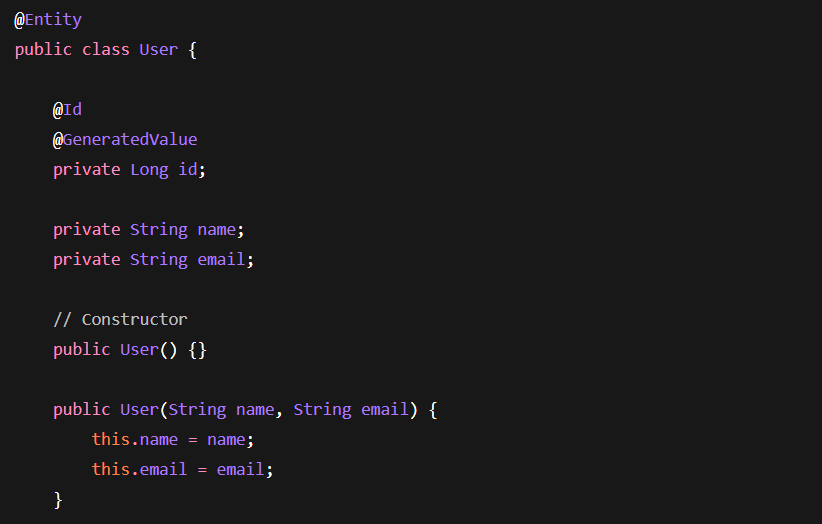 @Entity
public class User {
@Id
@GeneratedValue
private Long id;
private String name;
private String email;
// Constructor
public User() {}
public User(String name, String email) {
this.name = name;
this.email = email;
}